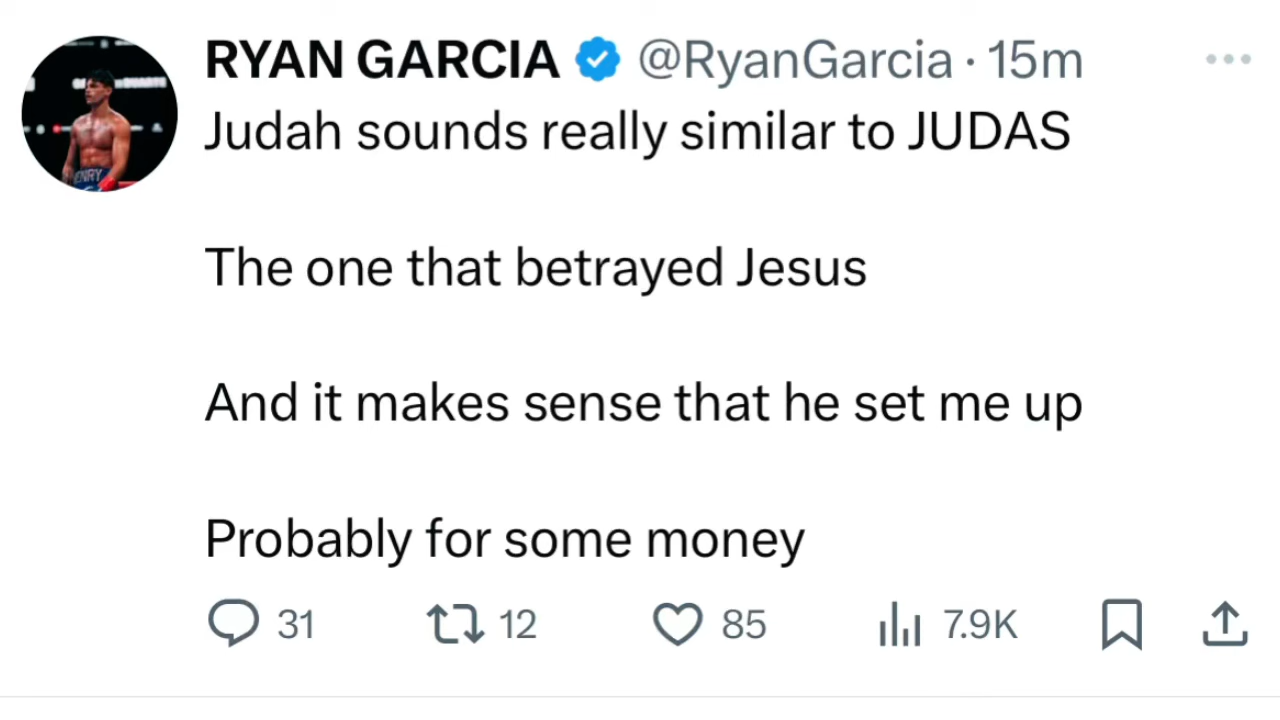 RYAN GARCIA @RyanGarcia · 15m
Judah sounds really similar to JUDAS
The one that betrayed Jesus
And it makes sense that he set me up
Probably for some money
31 12 85 7.9K